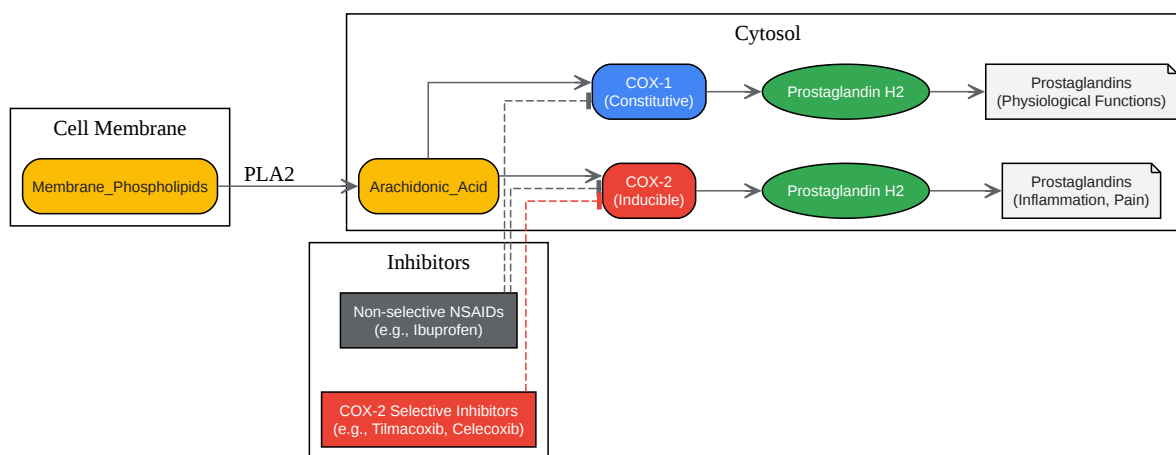 Cytosol
COX-1
(Constitutive)
Prostaglandin H2
Prostaglandins
(Physiological Functions)
Cell Membrane
Membrane_Phospholipids
PLA2
Arachidonic_Acid
COX-2
(Inducible)
Prostaglandin H2
Prostaglandins
(Inflammation, Pain)
Inhibitors
Non-selective NSAIDs
(e.g., Ibuprofen)
COX-2 Selective Inhibitors
(e.g., Tilmacoxib, Celecoxib)